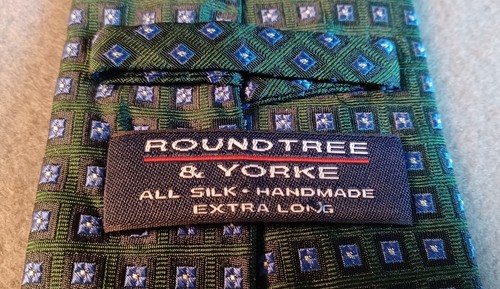 ROUNDTREE
& YORKE
ALL SILK • HANDMADE
EXTRA LONG